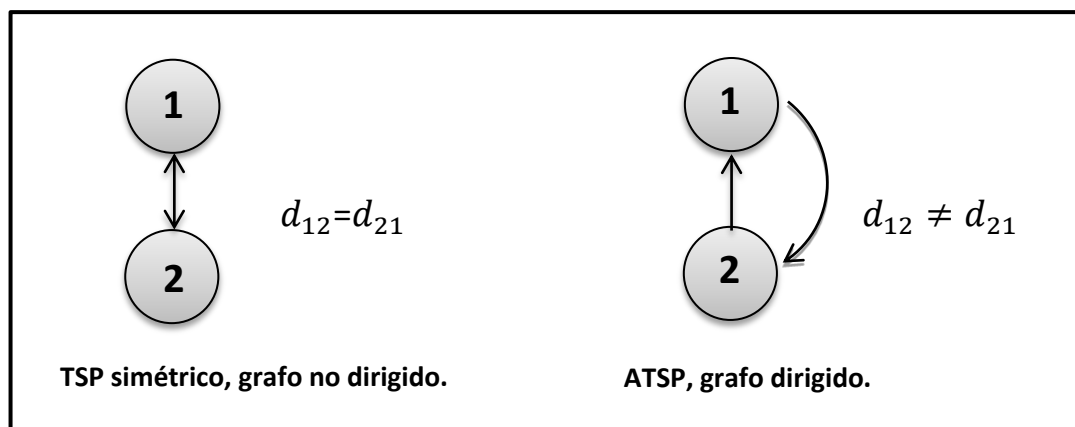 1
2
d₁₂=d₂₁
TSP simétrico, grafo no dirigido.
1
2
d₁₂ ≠ d₂₁
ATSP, grafo dirigido.